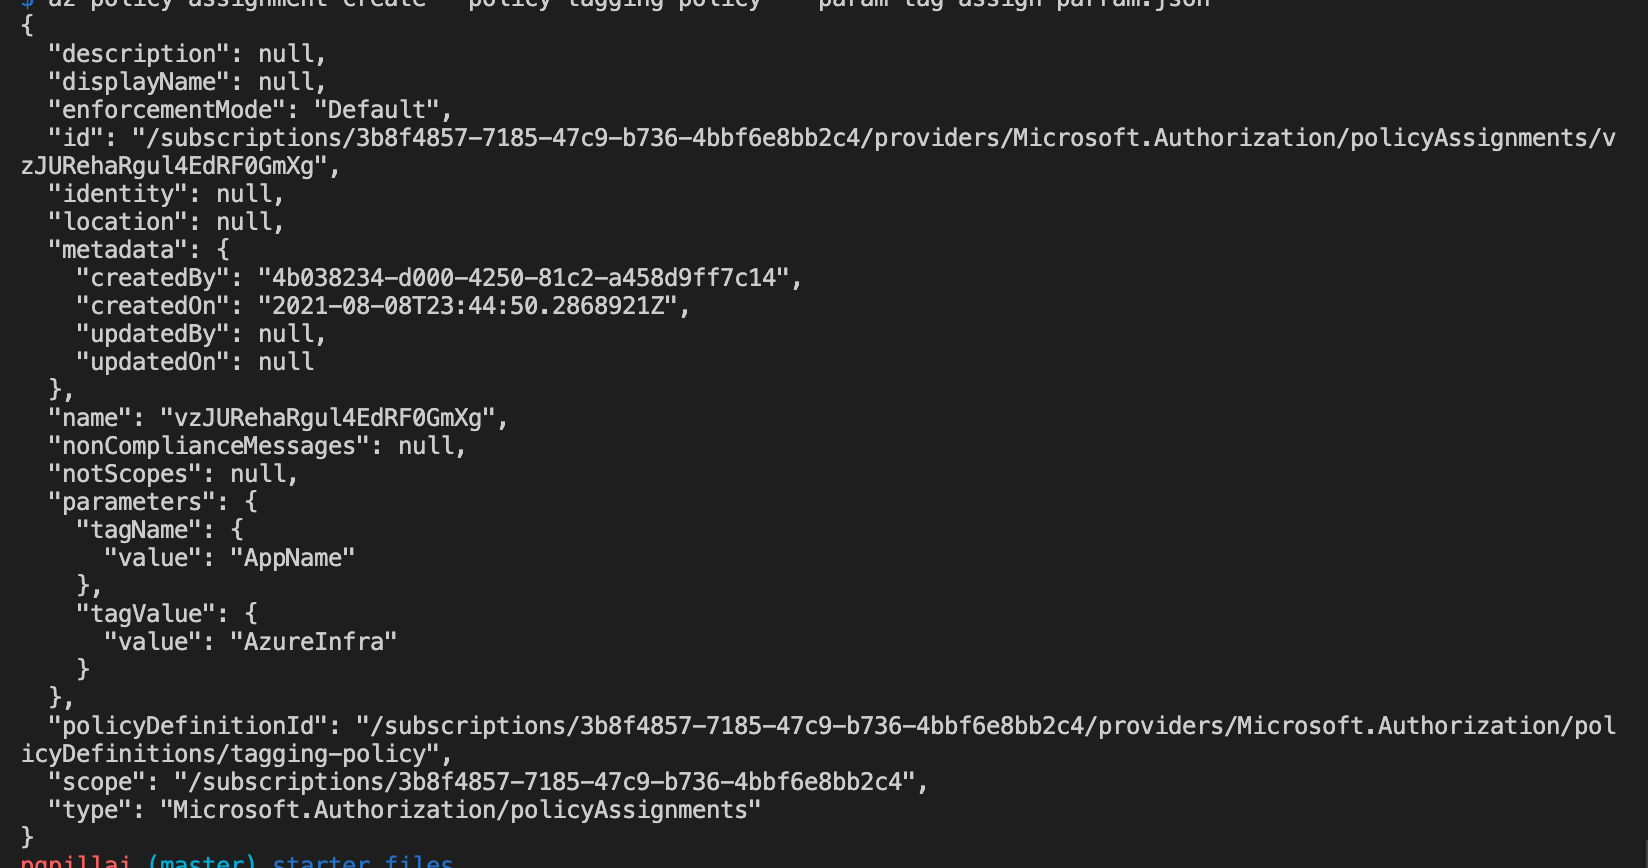 $ az policy assignment create --policy tagging-policy --param tag-assign-parram.json
{
  "description": null,
  "displayName": null,
  "enforcementMode": "Default",
  "id": "/subscriptions/3b8f4857-7185-47c9-b736-4bbf6e8bb2c4/providers/Microsoft.Authorization/policyAssignments/v
zJURehaRgul4EdRF0GmXg",
  "identity": null,
  "location": null,
  "metadata": {
    "createdBy": "4b038234-d000-4250-81c2-a458d9ff7c14",
    "createdOn": "2021-08-08T23:44:50.2868921Z",
    "updatedBy": null,
    "updatedOn": null
  },
  "name": "vzJURehaRgul4EdRF0GmXg",
  "nonComplianceMessages": null,
  "notScopes": null,
  "parameters": {
    "tagName": {
      "value": "AppName"
    },
    "tagValue": {
      "value": "AzureInfra"
    }
  },
  "policyDefinitionId": "/subscriptions/3b8f4857-7185-47c9-b736-4bbf6e8bb2c4/providers/Microsoft.Authorization/pol
icyDefinitions/tagging-policy",
  "scope": "/subscriptions/3b8f4857-7185-47c9-b736-4bbf6e8bb2c4",
  "type": "Microsoft.Authorization/policyAssignments"
}
pgpillai (master) starter_files